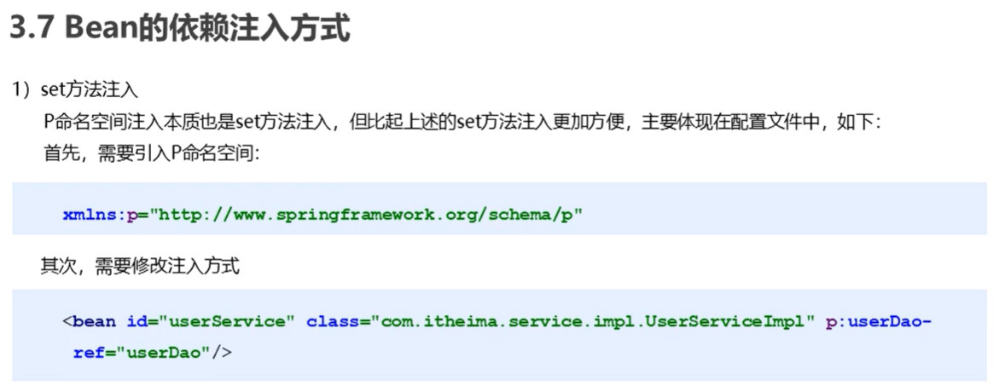 3.7 Bean的依赖注入方式
1）set方法注入
P命名空间注入本质也是set方法注入，但比起上述的set方法注入更加方便，主要体现在配置文件中，如下：
首先，需要引入P命名空间：
xmlns:p="http://www.springframework.org/schema/p"
其次，需要修改注入方式
<bean id="userService" class="com.itheima.service.impl.UserServiceImpl" p:userDao-
ref="userDao"/>